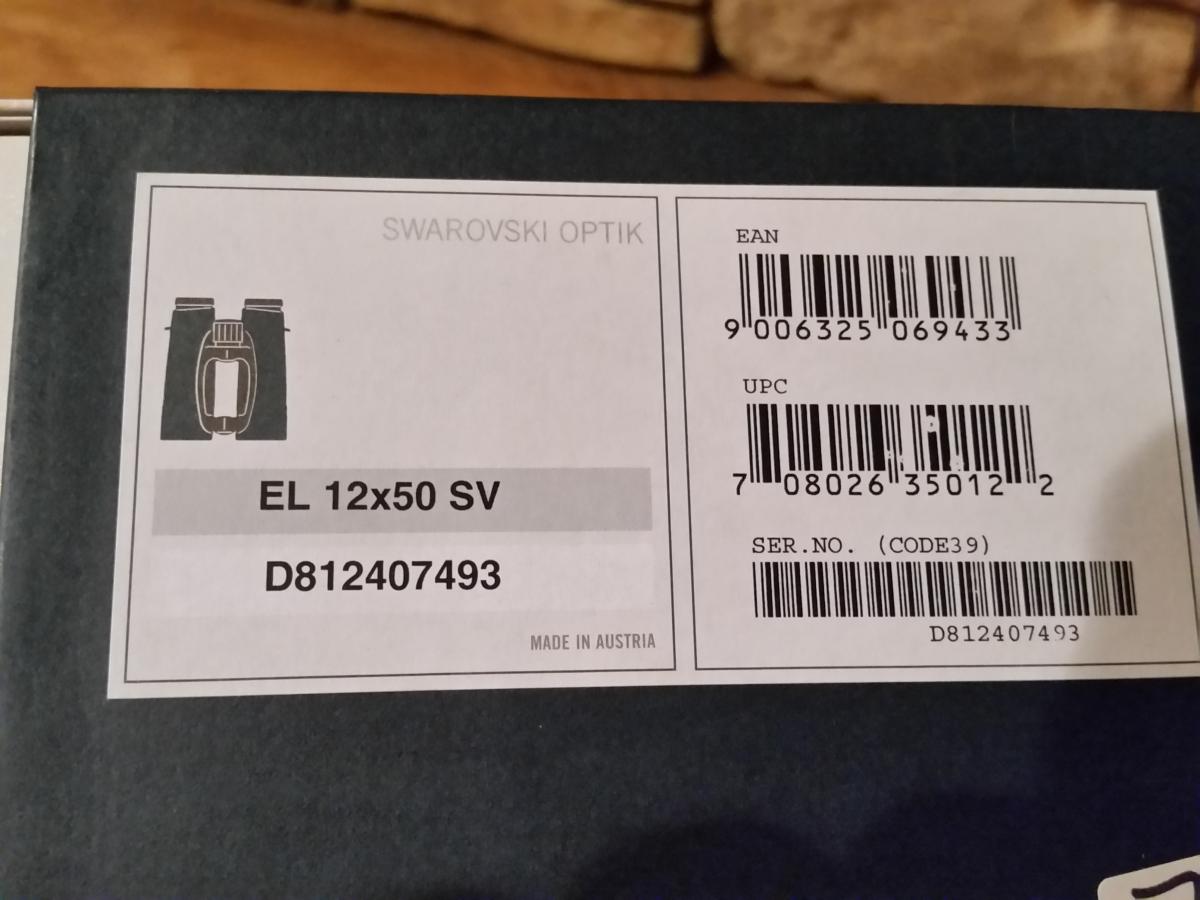 SWAROVSKI OPTIK
EL 12x50 SV
D812407493
MADE IN AUSTRIA
EAN
9 006325 069433
UPC
7 08026 35012 2
SER.NO. (CODE39)
D812407493